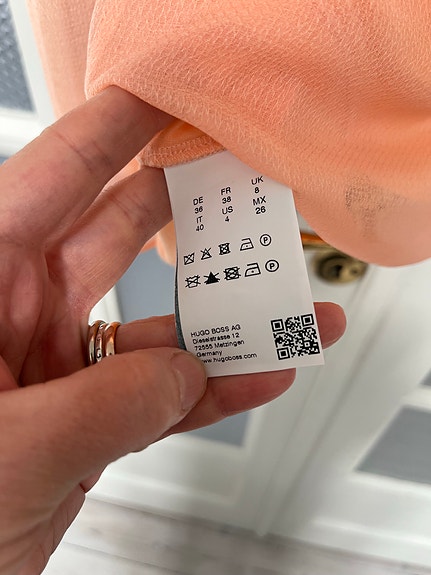 DE FR UK
36 38 8
IT US MX
40 4 26
HUGO BOSS AG
Dieselstrasse 12
72555 Metzingen
Germany
www.hugoboss.com